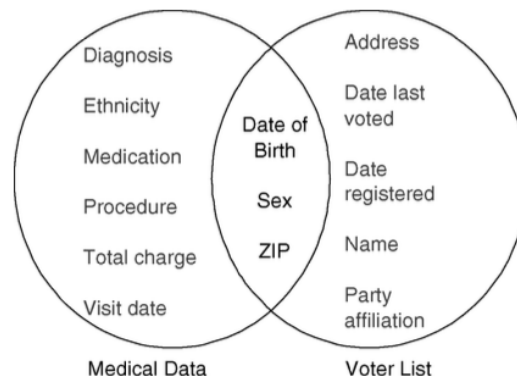 Diagnosis
Ethnicity
Medication
Procedure
Total charge
Visit date
Date of
Birth
Sex
ZIP
Address
Date last
voted
Date
registered
Name
Party
affiliation
Medical Data
Voter List